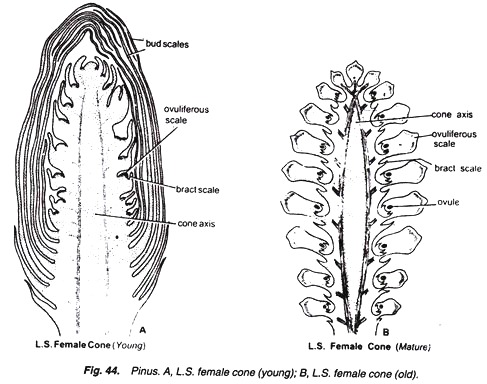 bud scales
ovuliferous
scale
bract scale
cone axis
A
L.S. Female Cone (Young)
cone axis
ovuliferous
scale
bract scale
ovule
B
L.S. Female Cone (Mature)
Fig. 44. Pinus. A, L.S. female cone (young); B, L.S. female cone (old).